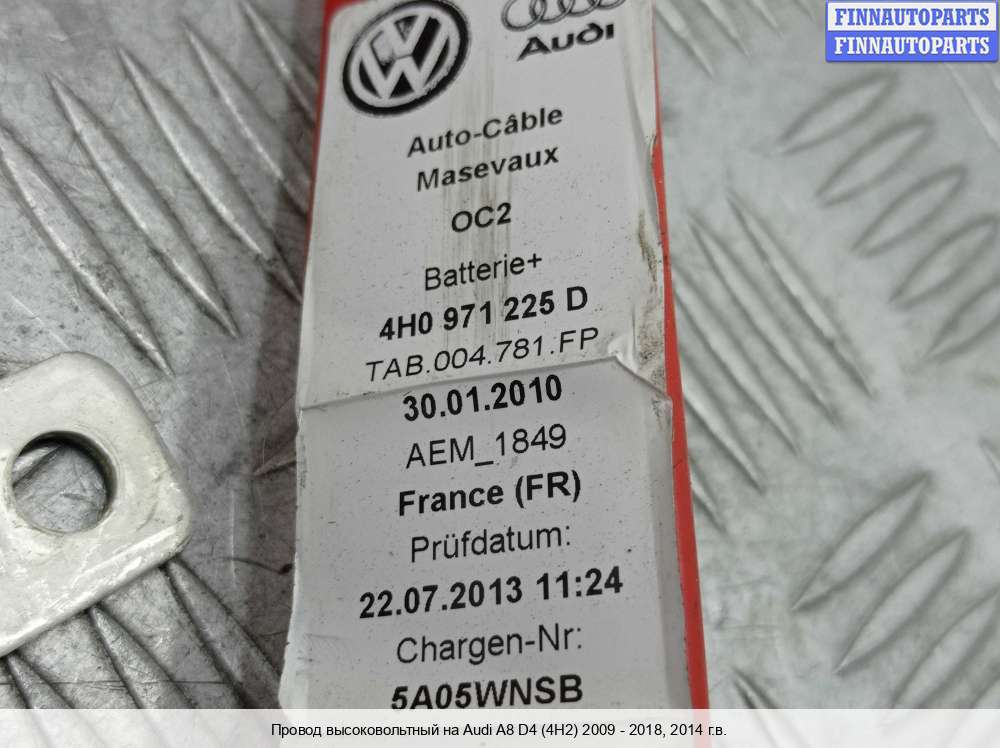 FINNAUTOPARTS
FINNAUTOPARTS
VW
Audi
Auto-Câble
Masevaux
OC2
Batterie+
4H0 971 225 D
TAB.004.781.FP
30.01.2010
AEM_1849
France (FR)
Prüfdatum:
22.07.2013 11:24
Chargen-Nr:
5A05WNSB
Провод высоковольтный на Audi A8 D4 (4H2) 2009 - 2018, 2014 г.в.